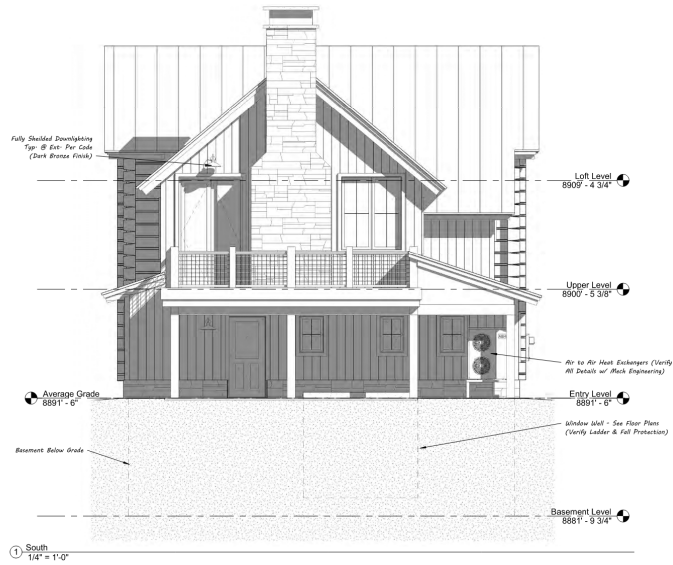 Fully Sheilded Downlighting
Typ. @ Ext. Per Code
(Dark Bronze Finish)
Loft Level
8909' - 4 3/4"
Upper Level
8900' - 5 3/8"
Air to Air Heat Exchangers (Verify
All Details w/ Mech Engineering)
Average Grade
8891' - 6"
Entry Level
8891' - 6"
Window Well - See Floor Plans
(Verify Ladder & Fall Protection)
Basement Below Grade
Basement Level
8881' - 9 3/4"
1 South
1/4" = 1'-0"